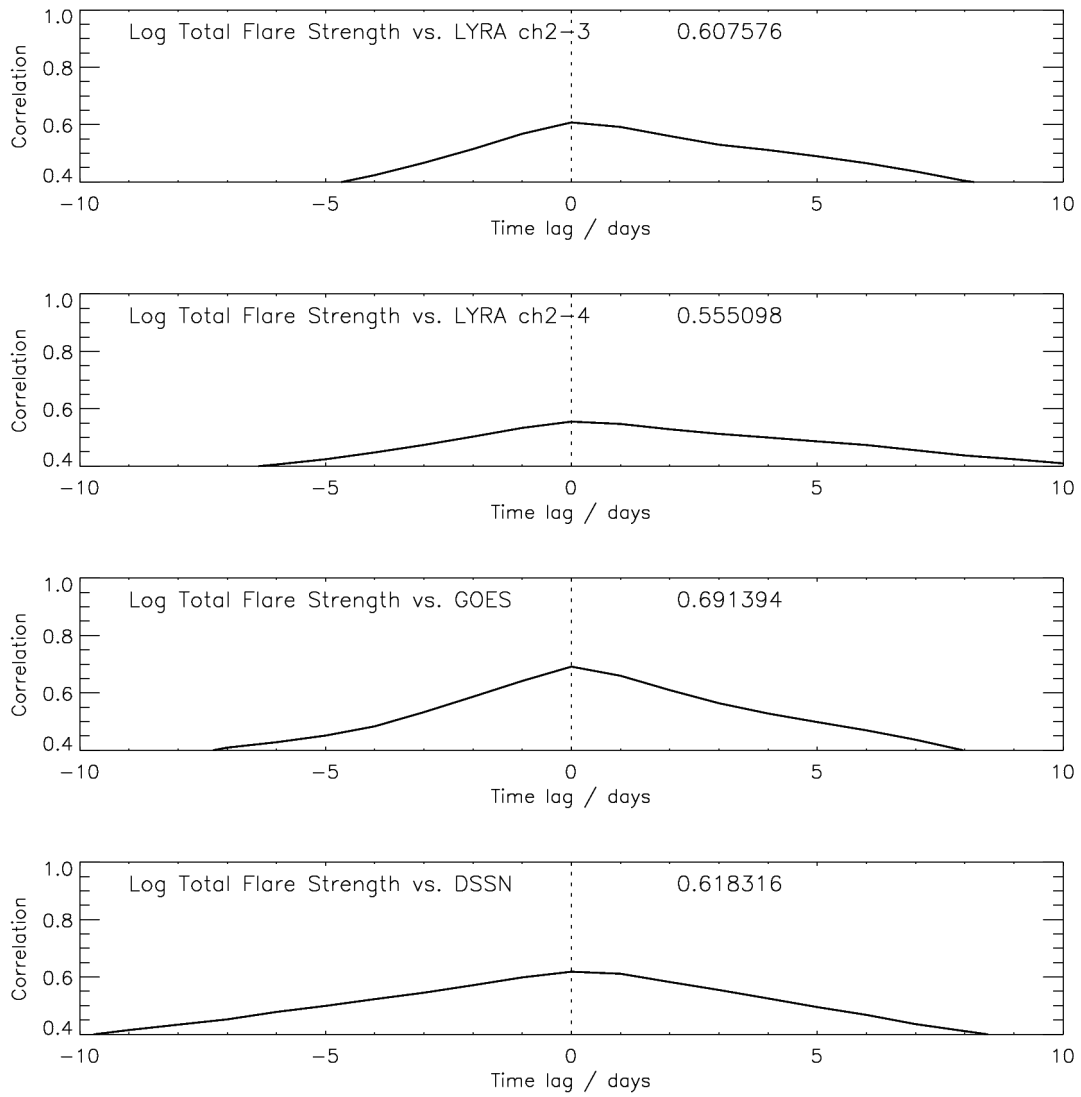 Log Total Flare Strength vs. LYRA ch2−3 0.607576
1.0
0.8
0.6
0.4
Correlation
−10 −5 0 5 10
Time lag / days
Log Total Flare Strength vs. LYRA ch2−4 0.555098
1.0
0.8
0.6
0.4
Correlation
−10 −5 0 5 10
Time lag / days
Log Total Flare Strength vs. GOES 0.691394
1.0
0.8
0.6
0.4
Correlation
−10 −5 0 5 10
Time lag / days
Log Total Flare Strength vs. DSSN 0.618316
1.0
0.8
0.6
0.4
Correlation
−10 −5 0 5 10
Time lag / days